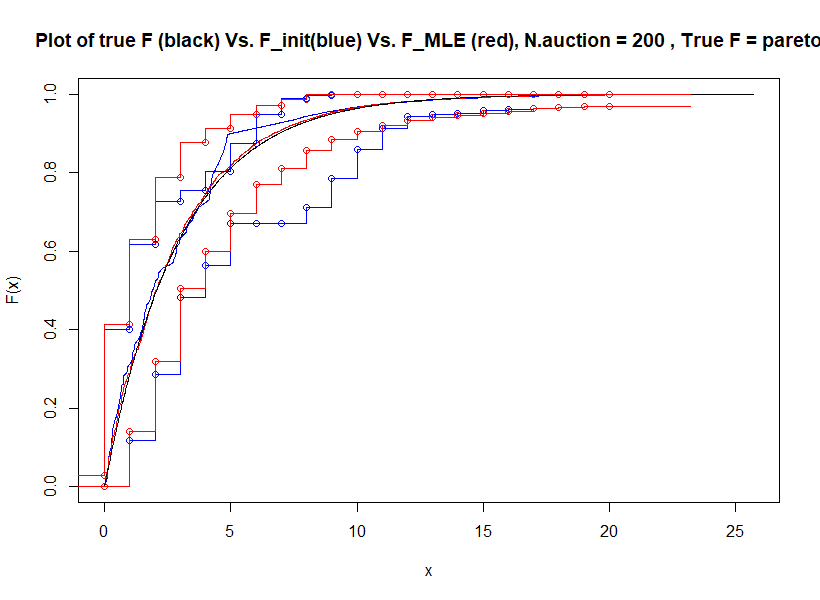 Plot of true F (black) Vs. F_init(blue) Vs. F_MLE (red), N.auction = 200 , True F = pareto
1.0
0.8
0.6
0.4
0.2
0.0
F(x)
0 5 10 15 20 25
x